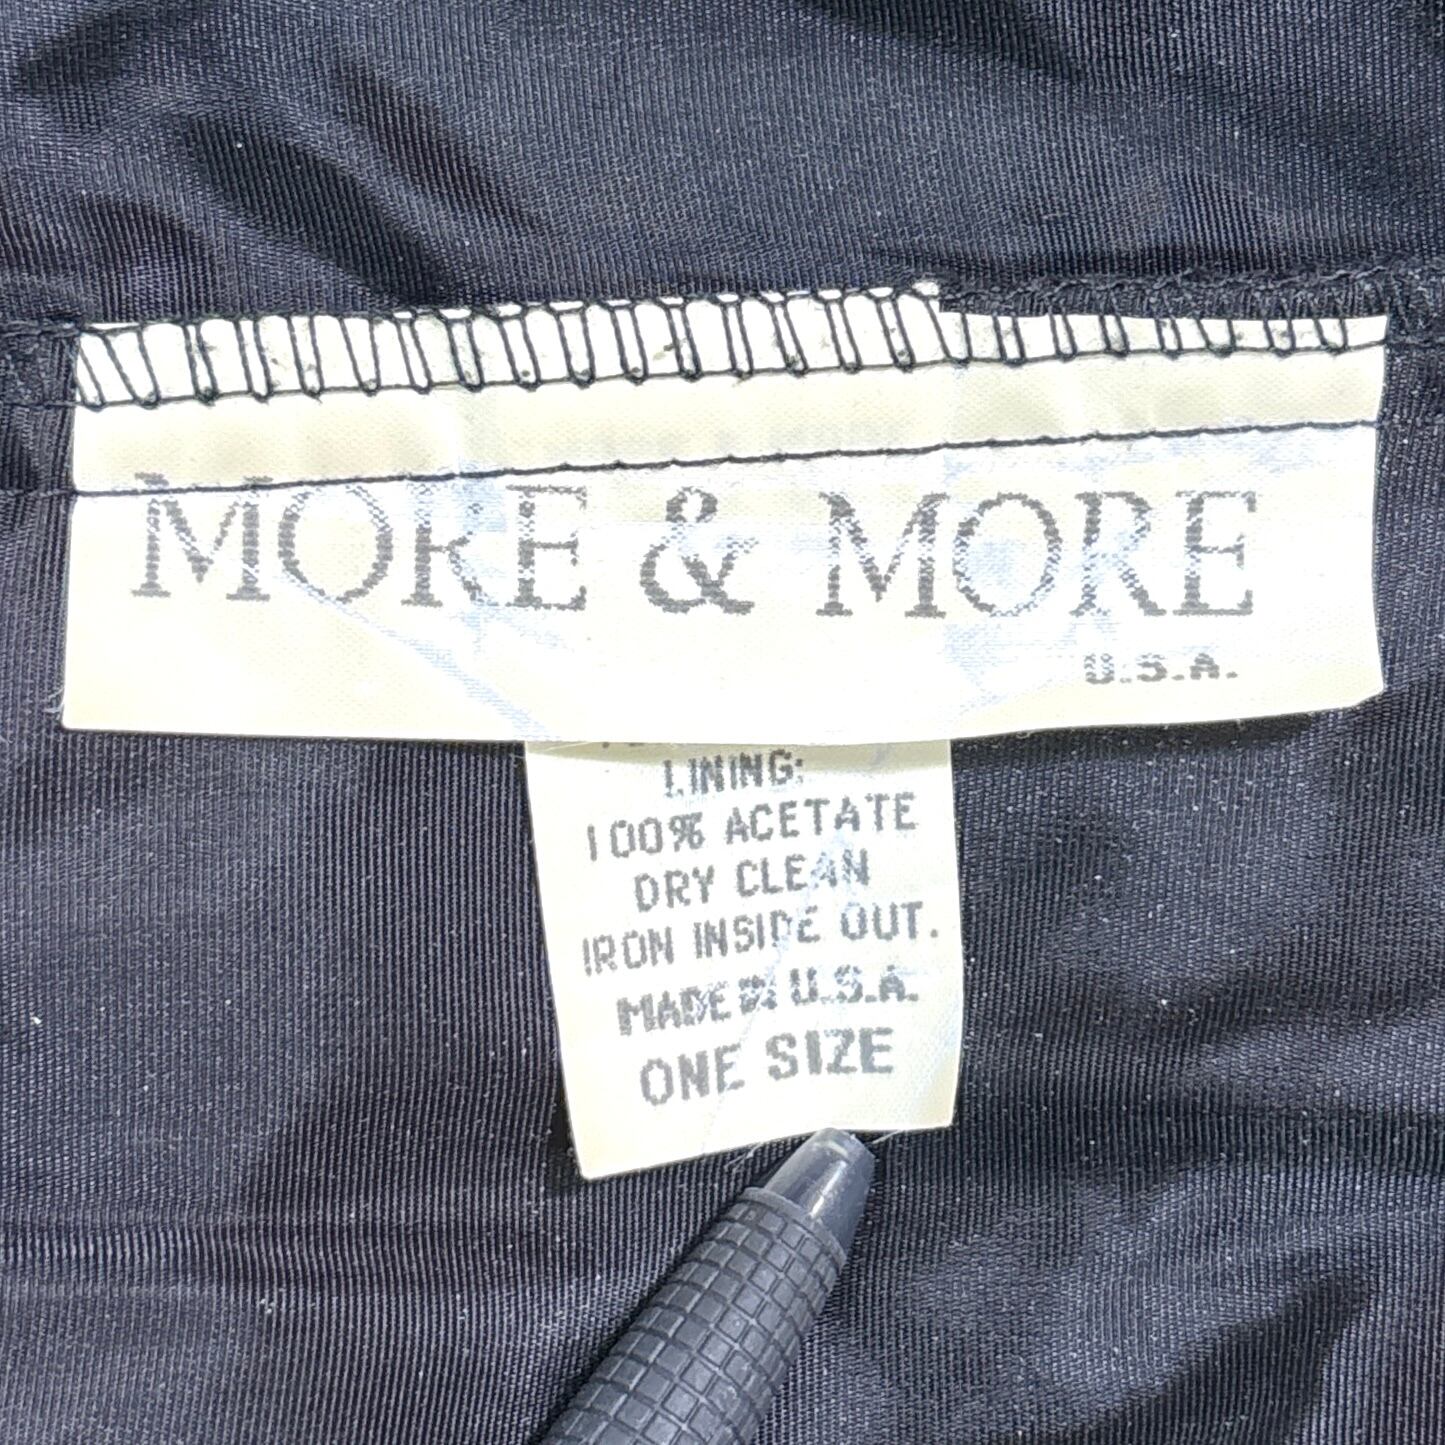 MORE & MORE
U.S.A.
LINING:
100% ACETATE
DRY CLEAN
IRON INSIDE OUT.
MADE IN U.S.A.
ONE SIZE